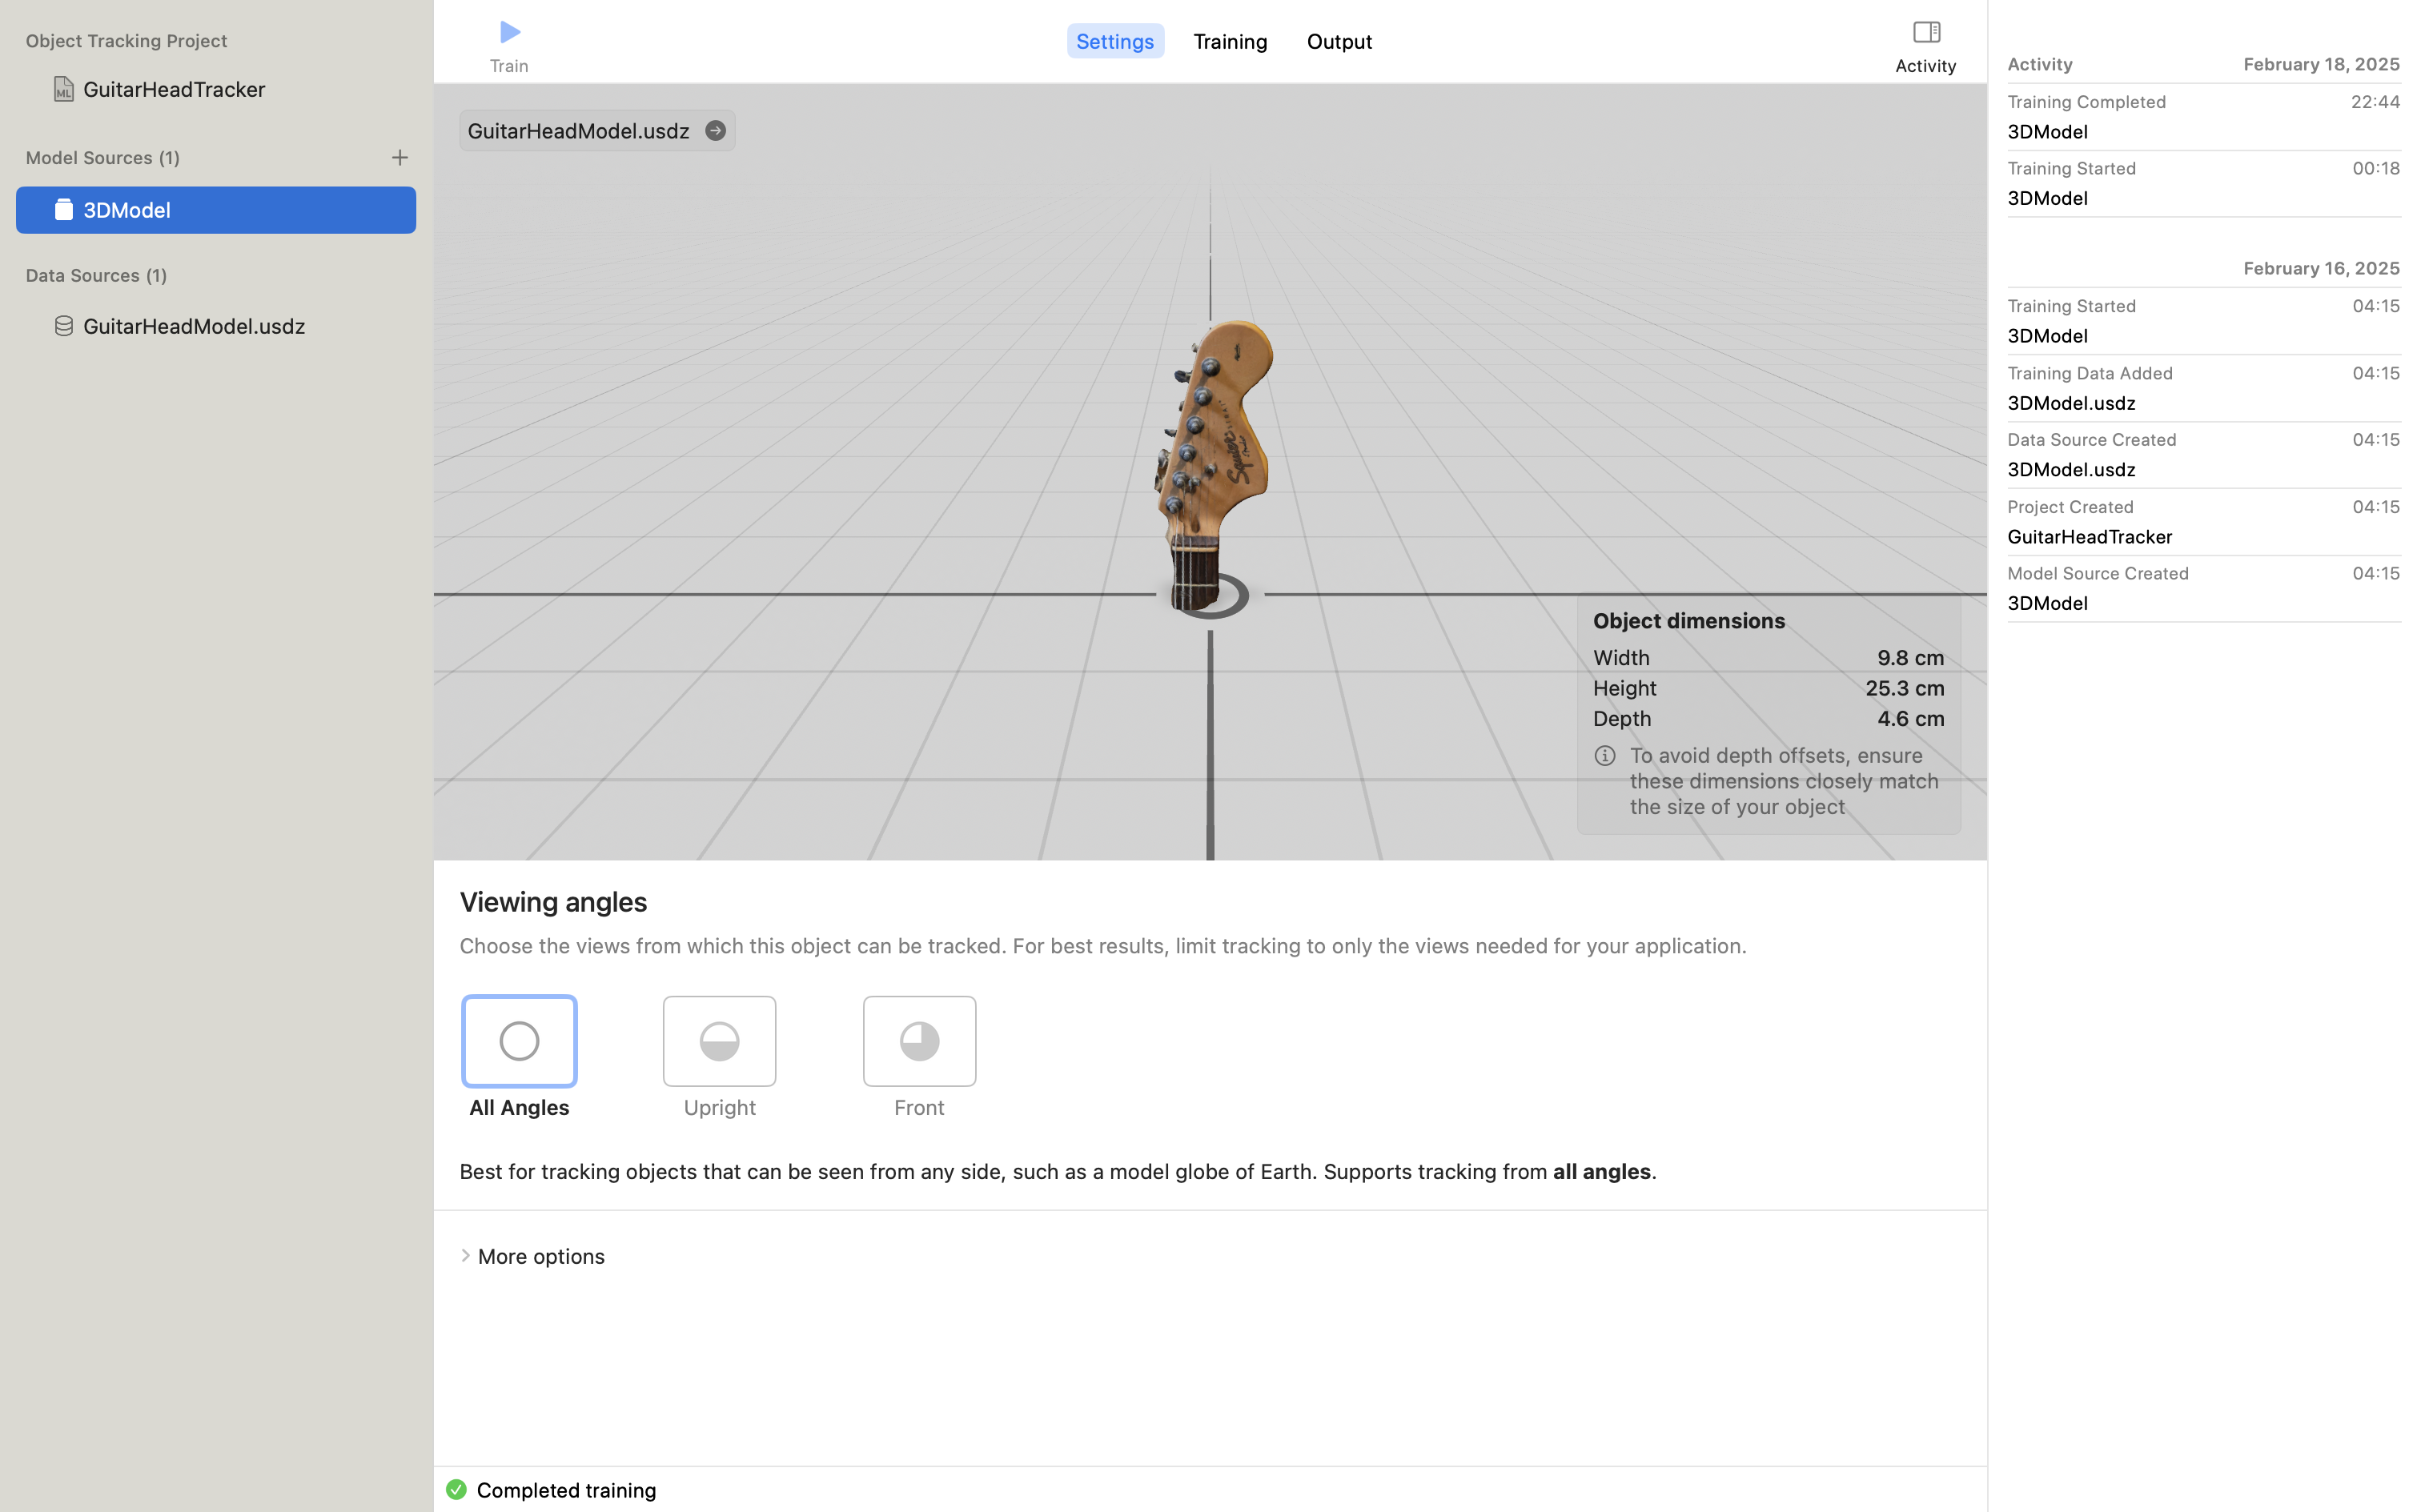 Object Tracking Project
GuitarHeadTracker
Model Sources (1)
3DModel
Data Sources (1)
GuitarHeadModel.usdz
Train
Settings
Training
Output
Activity
GuitarHeadModel.usdz
Squier
Object dimensions
Width 9.8 cm
Height 25.3 cm
Depth 4.6 cm
To avoid depth offsets, ensure
these dimensions closely match
the size of your object
Viewing angles
Choose the views from which this object can be tracked. For best results, limit tracking to only the views needed for your application.
All Angles
Upright
Front
Best for tracking objects that can be seen from any side, such as a model globe of Earth. Supports tracking from all angles.
More options
Completed training
Activity February 18, 2025
Training Completed 22:44
3DModel
Training Started 00:18
3DModel
February 16, 2025
Training Started 04:15
3DModel
Training Data Added 04:15
3DModel.usdz
Data Source Created 04:15
3DModel.usdz
Project Created 04:15
GuitarHeadTracker
Model Source Created 04:15
3DModel